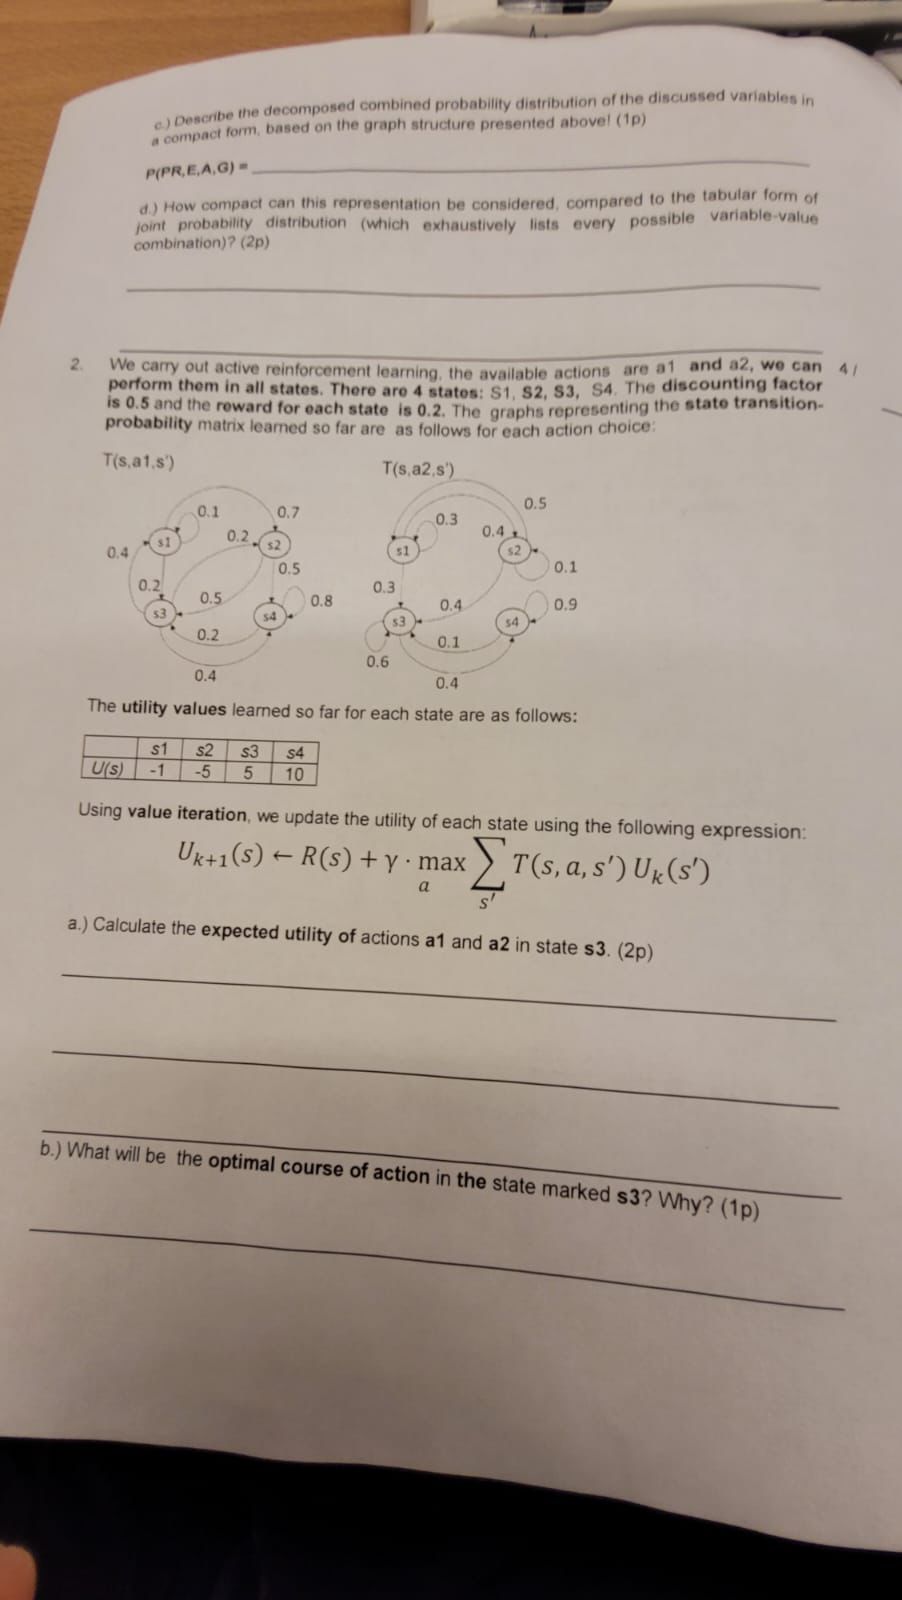 c.) Describe the decomposed combined probability distribution of the discussed variables in
a compact form, based on the graph structure presented above! (1p)
P(PR,E,A,G) =
d.) How compact can this representation be considered, compared to the tabular form of
joint probability distribution (which exhaustively lists every possible variable-value
combination)? (2p)
2. We carry out active reinforcement learning, the available actions are a1 and a2, we can 4 /
perform them in all states. There are 4 states: S1, S2, S3, S4. The discounting factor
is 0.5 and the reward for each state is 0.2. The graphs representing the state transition-
probability matrix learned so far are as follows for each action choice:
T(s,a1,s')
0.1
0.7
0.4
s1
0.2
s2
0.5
0.2
0.5
0.8
s3
s4
0.2
0.4
T(s,a2,s')
0.5
0.3
0.4
s1
s2
0.1
0.3
0.4
0.9
s3
s4
0.1
0.6
0.4
The utility values learned so far for each state are as follows:
s1 s2 s3 s4
U(s) -1 -5 5 10
Using value iteration, we update the utility of each state using the following expression:
Uk+1(s) ← R(s) + γ · max a ∑ s' T(s, a, s') Uk(s')
a.) Calculate the expected utility of actions a1 and a2 in state s3. (2p)
b.) What will be the optimal course of action in the state marked s3? Why? (1p)